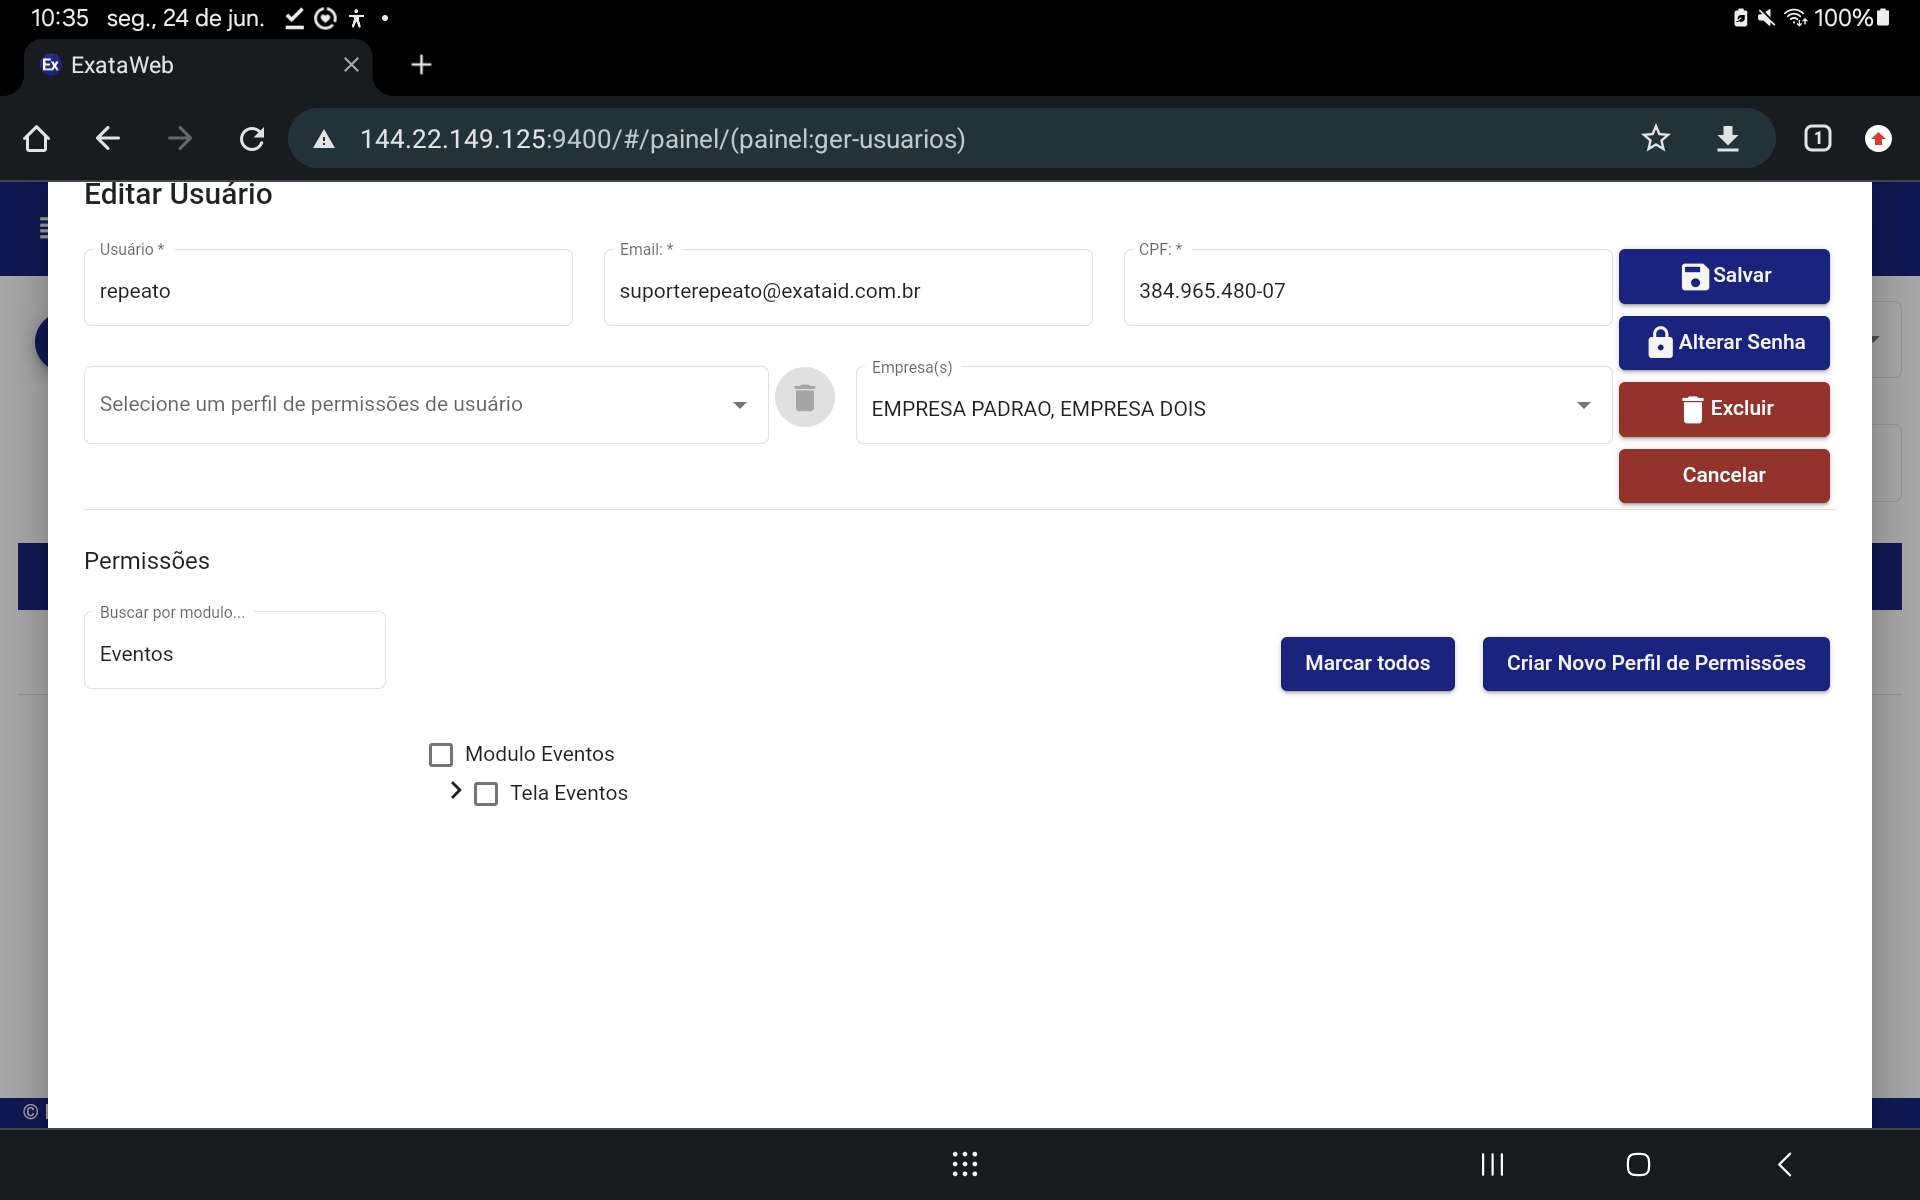 10:35 seg., 24 de jun. 100%
Ex ExataWeb
144.22.149.125:9400/#/painel/(painel:ger-usuarios) 1
Editar Usuário
Usuário * Email: * CPF: *
repeato suporterepeato@exataid.com.br 384.965.480-07 Salvar
Alterar Senha
Empresa(s)
Selecione um perfil de permissões de usuário EMPRESA PADRAO, EMPRESA DOIS Excluir
Cancelar
Permissões
Buscar por modulo...
Eventos Marcar todos Criar Novo Perfil de Permissões
Modulo Eventos
Tela Eventos
©